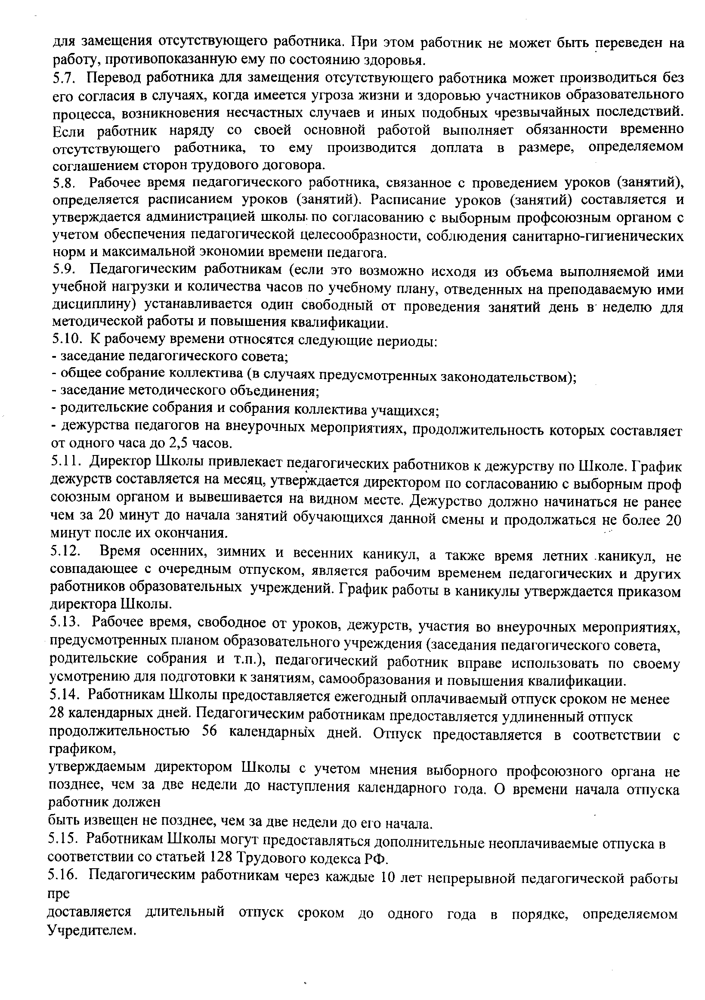 для замещения отсутствующего работника. При этом работник не может быть переведен на
работу, противопоказанную ему по состоянию здоровья.
5.7. Перевод работника для замещения отсутствующего работника может производиться без
его согласия в случаях, когда имеется угроза жизни и здоровью участников образовательного
процесса, возникновения несчастных случаев и иных подобных чрезвычайных последствий.
Если работник наряду со своей основной работой выполняет обязанности временно
отсутствующего работника, то ему производится доплата в размере, определяемом
соглашением сторон трудового договора.
5.8. Рабочее время педагогического работника, связанное с проведением уроков (занятий),
определяется расписанием уроков (занятий). Расписание уроков (занятий) составляется и
утверждается администрацией школы по согласованию с выборным профсоюзным органом с
учетом обеспечения педагогической целесообразности, соблюдения санитарно-гигиенических
норм и максимальной экономии времени педагога.
5.9. Педагогическим работникам (если это возможно исходя из объема выполняемой ими
учебной нагрузки и количества часов по учебному плану, отведенных на преподаваемую ими
дисциплину) устанавливается один свободный от проведения занятий день в неделю для
методической работы и повышения квалификации.
5.10. К рабочему времени относятся следующие периоды:
- заседание педагогического совета;
- общее собрание коллектива (в случаях предусмотренных законодательством);
- заседание методического объединения;
- родительские собрания и собрания коллектива учащихся;
- дежурства педагогов на внеурочных мероприятиях, продолжительность которых составляет
от одного часа до 2,5 часов.
5.11. Директор Школы привлекает педагогических работников к дежурству по Школе. График
дежурств составляется на месяц, утверждается директором по согласованию с выборным проф
союзным органом и вывешивается на видном месте. Дежурство должно начинаться не ранее
чем за 20 минут до начала занятий обучающихся данной смены и продолжаться не более 20
минут после их окончания.
5.12. Время осенних, зимних и весенних каникул, а также время летних каникул, не
совпадающее с очередным отпуском, является рабочим временем педагогических и других
работников образовательных учреждений. График работы в каникулы утверждается приказом
директора Школы.
5.13. Рабочее время, свободное от уроков, дежурств, участия во внеурочных мероприятиях,
предусмотренных планом образовательного учреждения (заседания педагогического совета,
родительские собрания и т.п.), педагогический работник вправе использовать по своему
усмотрению для подготовки к занятиям, самообразования и повышения квалификации.
5.14. Работникам Школы предоставляется ежегодный оплачиваемый отпуск сроком не менее
28 календарных дней. Педагогическим работникам предоставляется удлиненный отпуск
продолжительностью 56 календарных дней. Отпуск предоставляется в соответствии с
графиком,
утверждаемым директором Школы с учетом мнения выборного профсоюзного органа не
позднее, чем за две недели до наступления календарного года. О времени начала отпуска
работник должен
быть извещен не позднее, чем за две недели до его начала.
5.15. Работникам Школы могут предоставляться дополнительные неоплачиваемые отпуска в
соответствии со статьей 128 Трудового кодекса РФ.
5.16. Педагогическим работникам через каждые 10 лет непрерывной педагогической работы
пре
доставляется длительный отпуск сроком до одного года в порядке, определяемом
Учредителем.